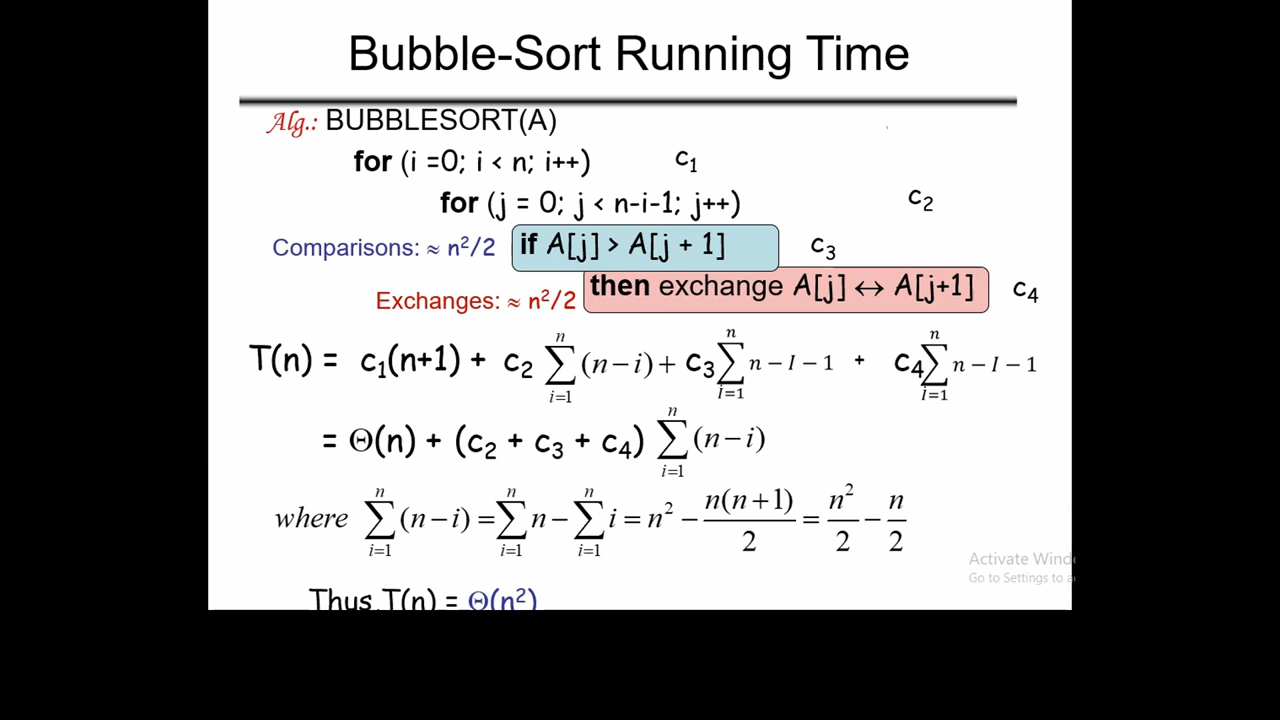 Bubble-Sort Running Time
Alg.: BUBBLESORT(A)
for (i =0; i < n; i++) c₁
for (j = 0; j < n-i-1; j++) c₂
Comparisons: ≈ n²/2 if A[j] > A[j + 1] c₃
Exchanges: ≈ n²/2 then exchange A[j] ↔ A[j+1] c₄
T(n) = c₁(n+1) + c₂ ∑_{i=1}^{n} (n − i) + c₃ ∑_{i=1}^{n} n − I − 1 + c₄ ∑_{i=1}^{n} n − I − 1
= Θ(n) + (c₂ + c₃ + c₄) ∑_{i=1}^{n} (n − i)
where ∑_{i=1}^{n} (n − i) = ∑_{i=1}^{n} n − ∑_{i=1}^{n} i = n² − n(n + 1)/2 = n²/2 − n/2
Thus,T(n) = Θ(n²)
Activate Wind
Go to Settings to a